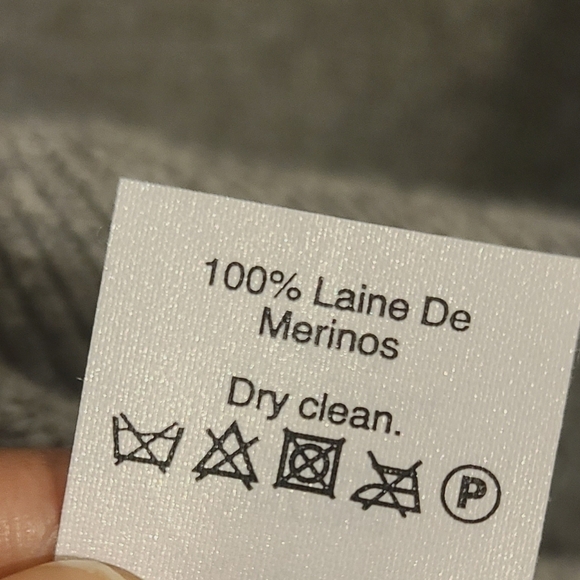 100% Laine De
Merinos
Dry clean.
P